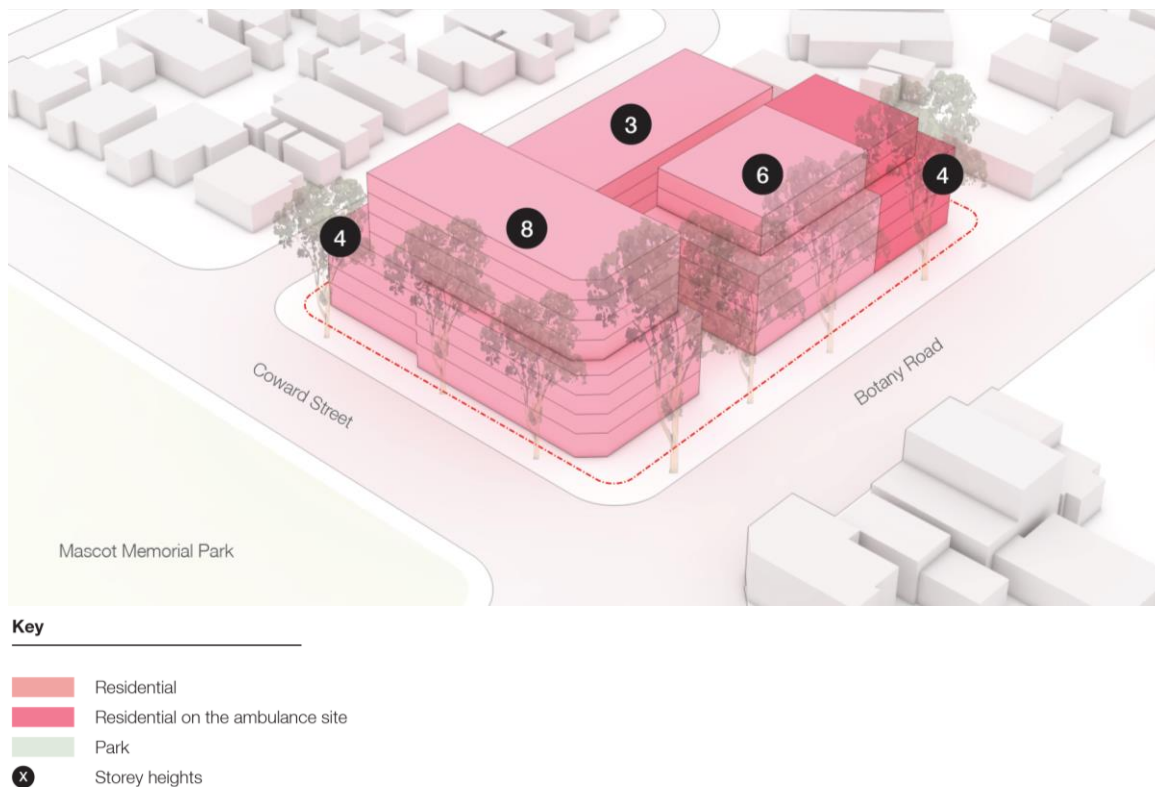 3
6
4
8
4
Coward Street
Botany Road
Mascot Memorial Park
Key
Residential
Residential on the ambulance site
Park
X Storey heights